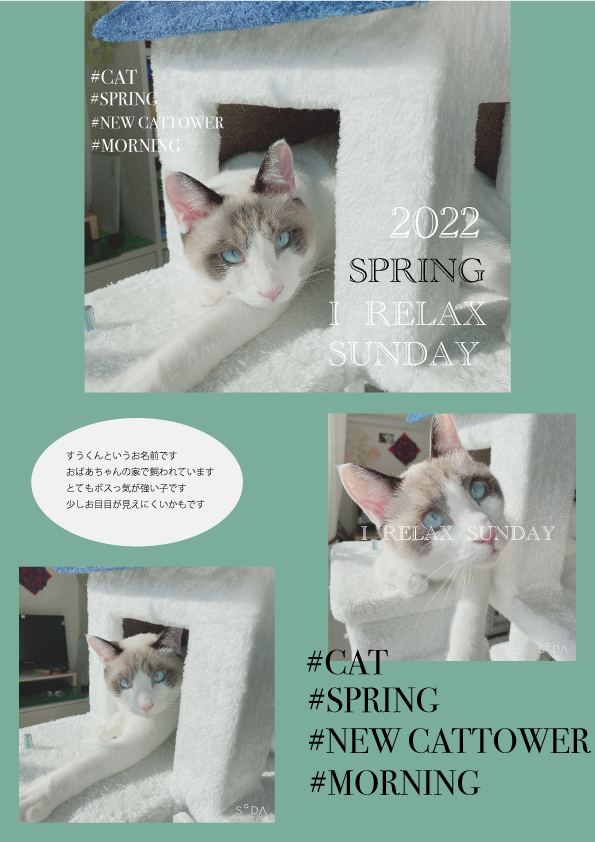 #CAT
#SPRING
#NEW CATTOWER
#MORNING
2022
SPRING
I RELAX
SUNDAY
すうくんというお名前です
おばあちゃんの家で飼われています
とてもボスっ気が強い子です
少しお目目が見えにくいかもです
I RELAX SUNDAY
S°DA
#CAT
#SPRING
#NEW CATTOWER
#MORNING
S°DA